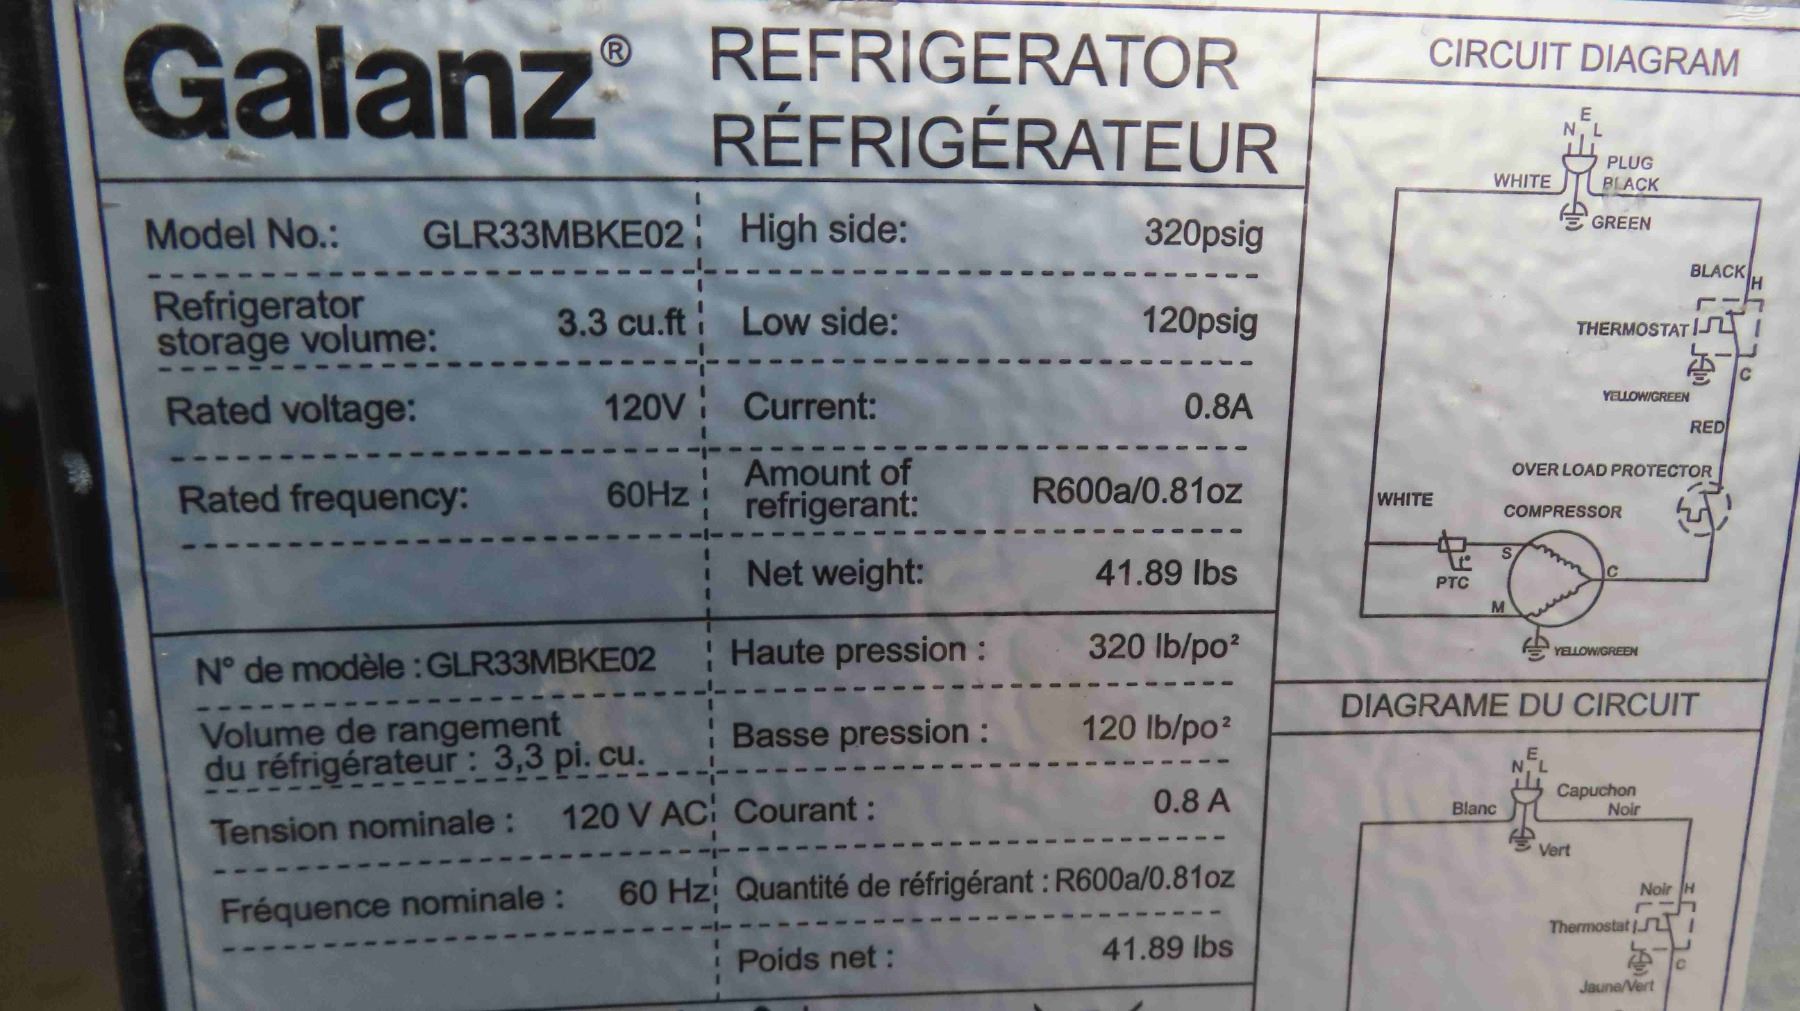 Galanz®
REFRIGERATOR
RÉFRIGÉRATEUR
Model No.: GLR33MBKE02
Refrigerator
storage volume: 3.3 cu.ft
Rated voltage: 120V
Rated frequency: 60Hz
High side: 320psig
Low side: 120psig
Current: 0.8A
Amount of
refrigerant: R600a/0.81oz
Net weight: 41.89 lbs
N° de modèle : GLR33MBKE02
Volume de rangement
du réfrigérateur : 3,3 pi. cu.
Tension nominale : 120 V AC
Fréquence nominale : 60 Hz
Haute pression : 320 lb/po²
Basse pression : 120 lb/po²
Courant : 0.8 A
Quantité de réfrigérant : R600a/0.81oz
Poids net : 41.89 lbs
CIRCUIT DIAGRAM
E
N L
PLUG
WHITE BLACK
GREEN
BLACK H
THERMOSTAT
C
YELLOW/GREEN
RED
OVER LOAD PROTECTOR
WHITE
COMPRESSOR
S
t°
PTC
C
M
YELLOW/GREEN
DIAGRAME DU CIRCUIT
E
N L
Capuchon
Blanc Noir
Vert
Noir H
Thermostat
C
Jaune/Vert